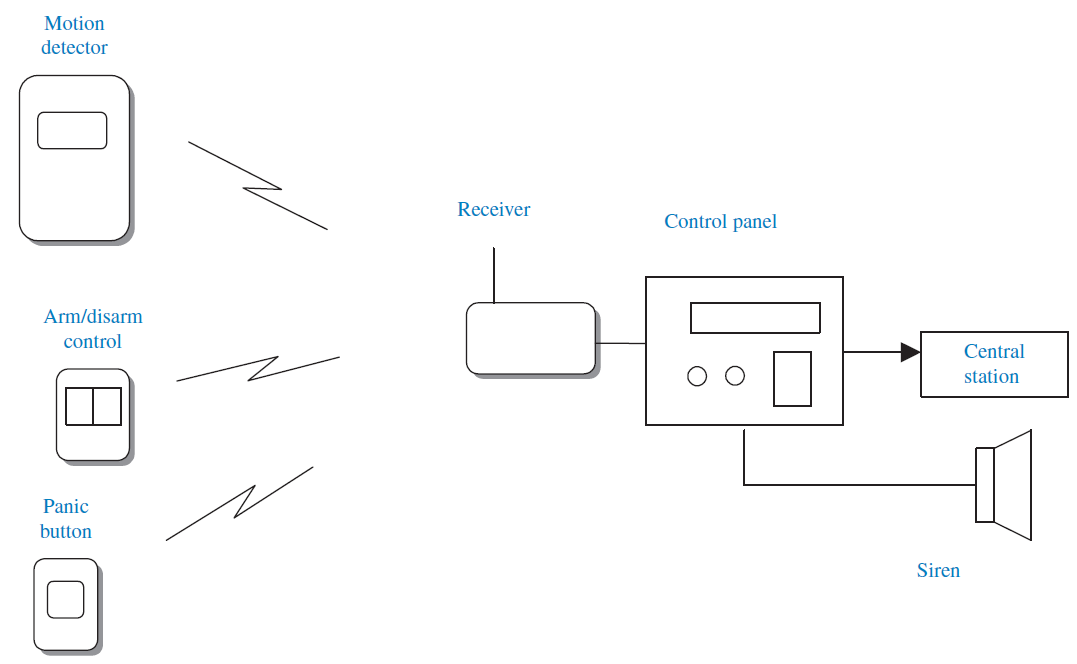 Motion
detector
Receiver
Control panel
Arm/disarm
control
Central
station
Panic
button
Siren